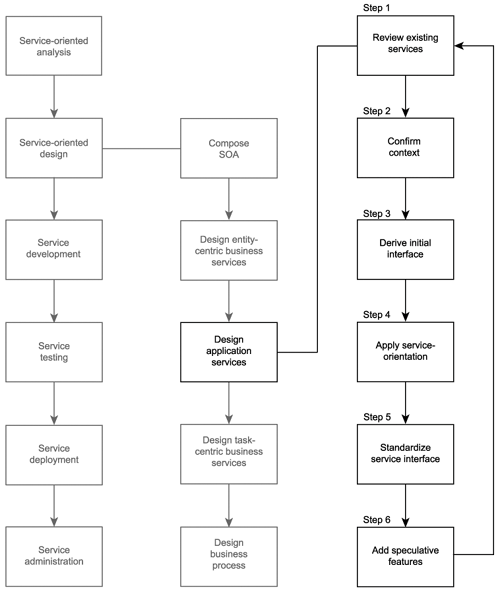 Service-oriented
analysis
Service-oriented
design
Service
development
Service
testing
Service
deployment
Service
administration
Compose
SOA
Design entity-
centric business
services
Design
application
services
Design task-
centric business
services
Design
business
process
Step 1
Review existing
services
Step 2
Confirm
context
Step 3
Derive initial
interface
Step 4
Apply service-
orientation
Step 5
Standardize
service interface
Step 6
Add speculative
features